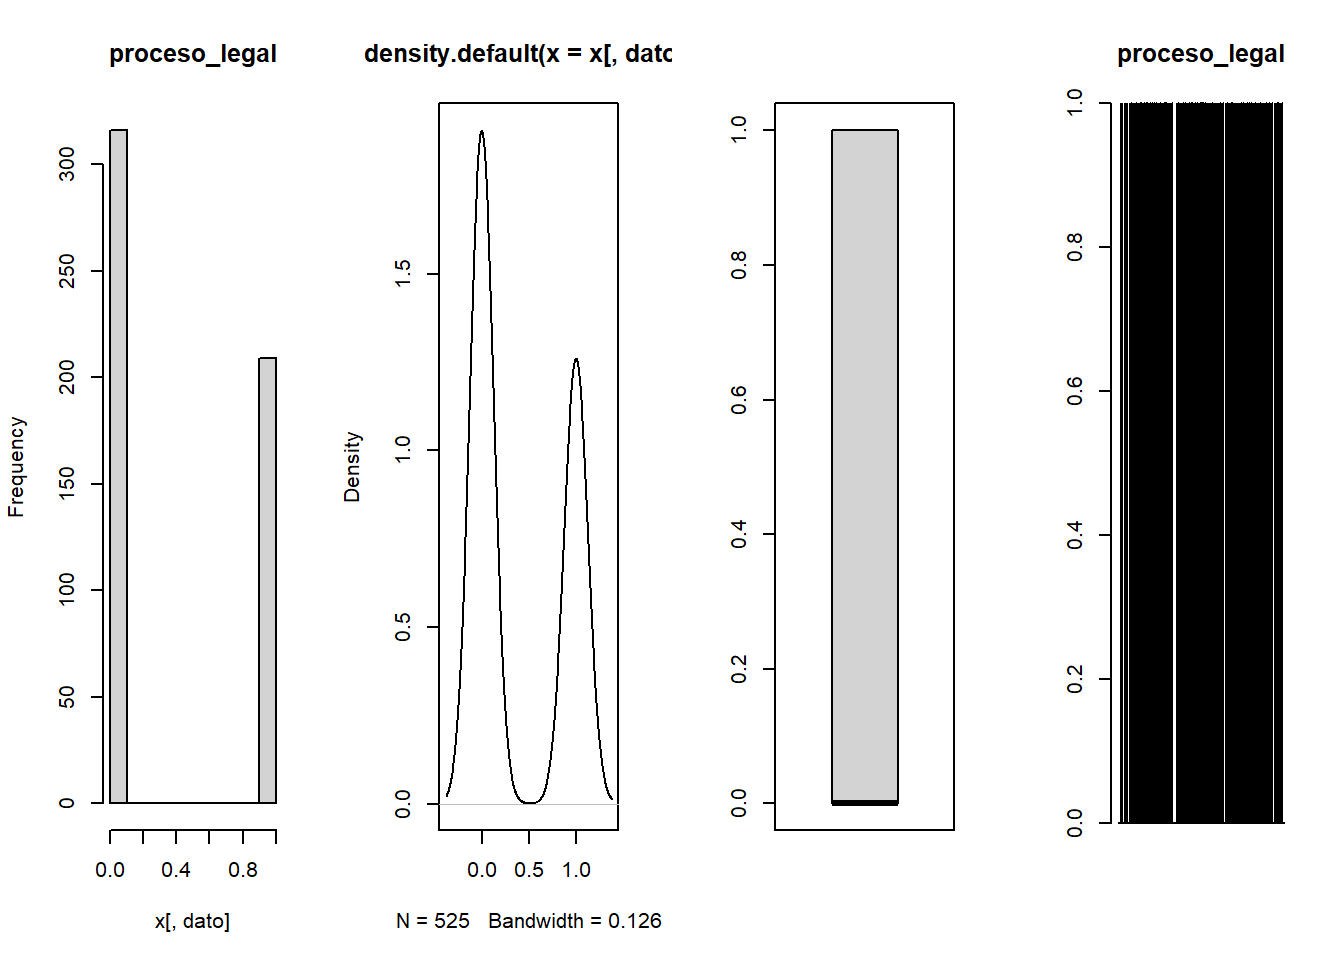 proceso_legal
Frequency
0 50 100 150 200 250 300
0.0 0.4 0.8
x[, dato]
density.default(x = x[, dato
Density
0.0 0.5 1.0 1.5
0.0 0.5 1.0
N = 525 Bandwidth = 0.126
0.0 0.2 0.4 0.6 0.8 1.0
proceso_legal
0.0 0.2 0.4 0.6 0.8 1.0